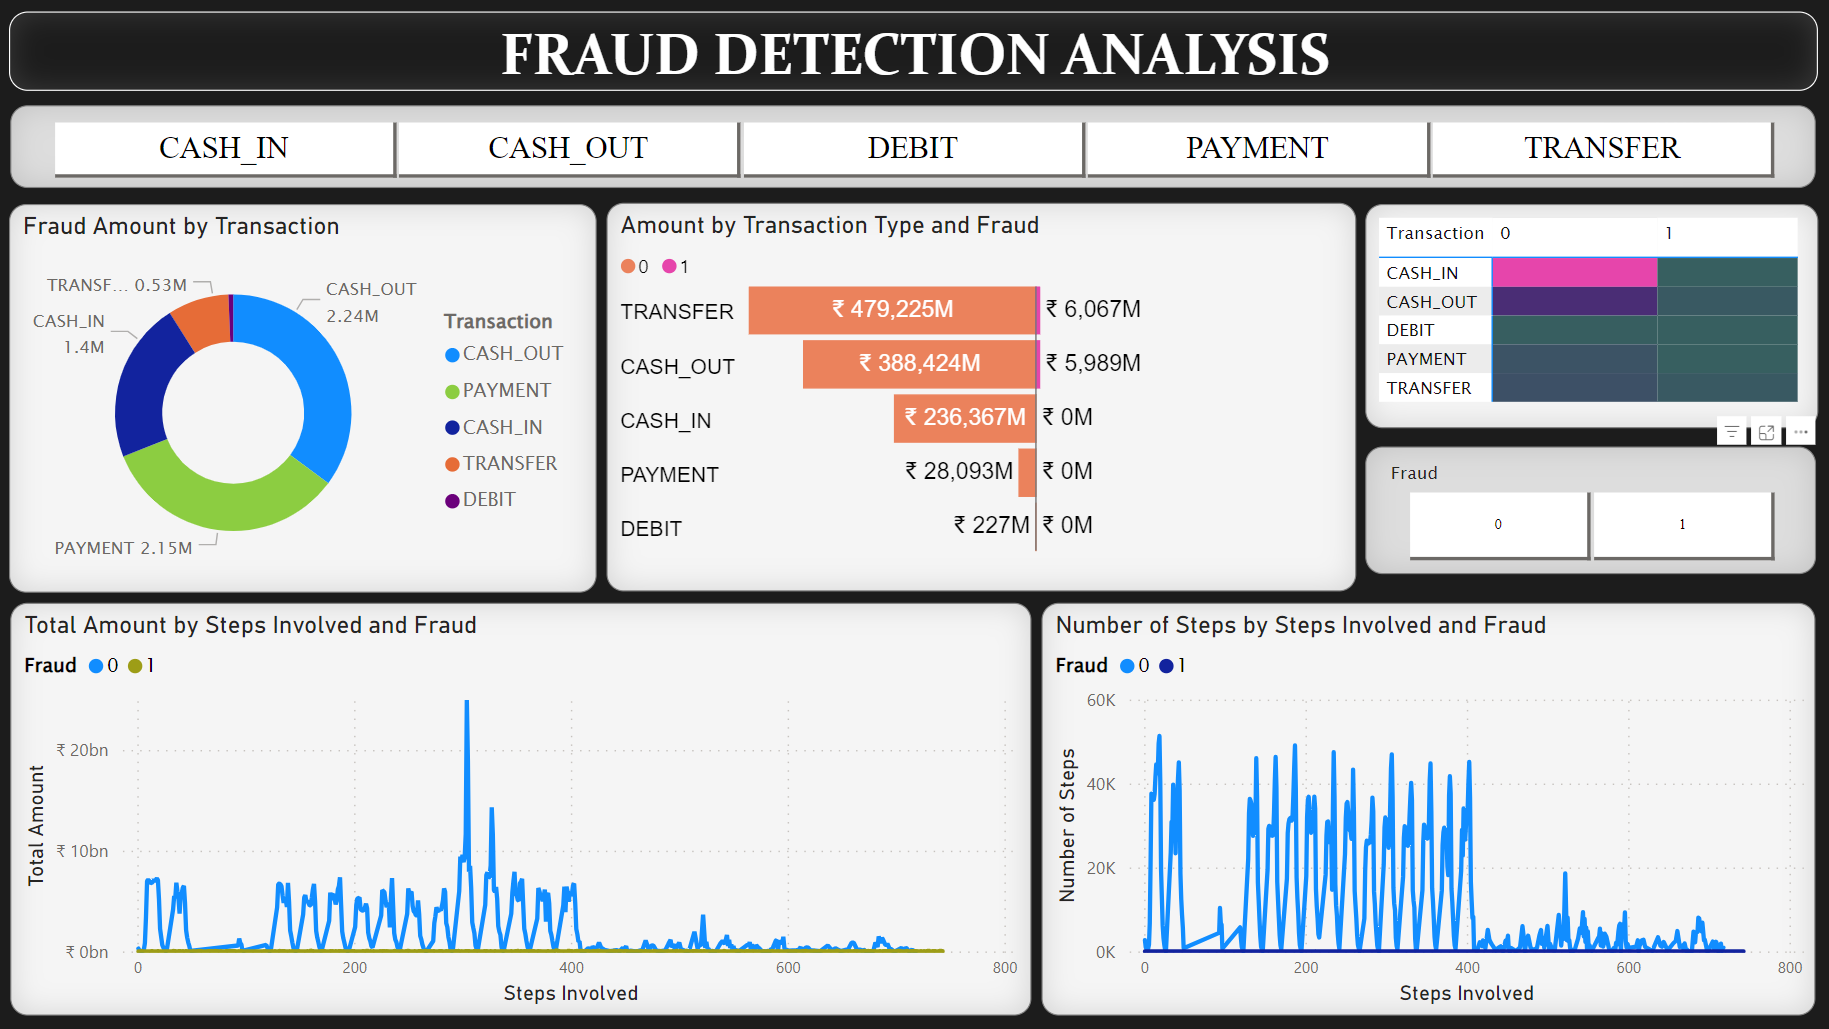 FRAUD DETECTION ANALYSIS
CASH_IN CASH_OUT DEBIT PAYMENT TRANSFER
Fraud Amount by Transaction
TRANSF... 0.53M
CASH_OUT
2.24M
CASH_IN
1.4M
PAYMENT 2.15M
Transaction
CASH_OUT
PAYMENT
CASH_IN
TRANSFER
DEBIT
Amount by Transaction Type and Fraud
0 1
TRANSFER ₹ 479,225M ₹ 6,067M
CASH_OUT ₹ 388,424M ₹ 5,989M
CASH_IN ₹ 236,367M ₹ 0M
PAYMENT ₹ 28,093M ₹ 0M
DEBIT ₹ 227M ₹ 0M
Transaction 0 1
CASH_IN
CASH_OUT
DEBIT
PAYMENT
TRANSFER
Fraud
0 1
Total Amount by Steps Involved and Fraud
Fraud 0 1
Total Amount
₹ 20bn
₹ 10bn
₹ 0bn
0 200 400 600 800
Steps Involved
Number of Steps by Steps Involved and Fraud
Fraud 0 1
Number of Steps
60K
40K
20K
0K
0 200 400 600 800
Steps Involved